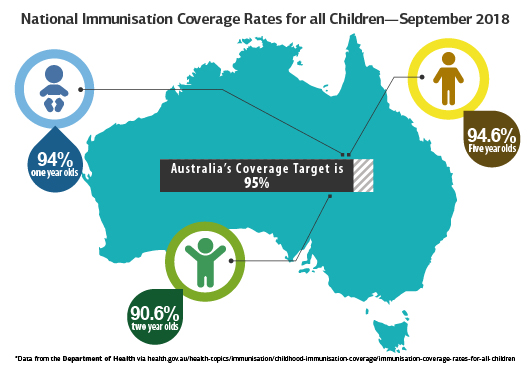 National Immunisation Coverage Rates for all Children—September 2018
94%
one year olds
94.6%
Five year olds
Australia's Coverage Target is
95%
90.6%
two year olds
*Data from the Department of Health via health.gov.au/health-topics/immunisation/childhood-immunisation-coverage/immunisation-coverage-rates-for-all-children